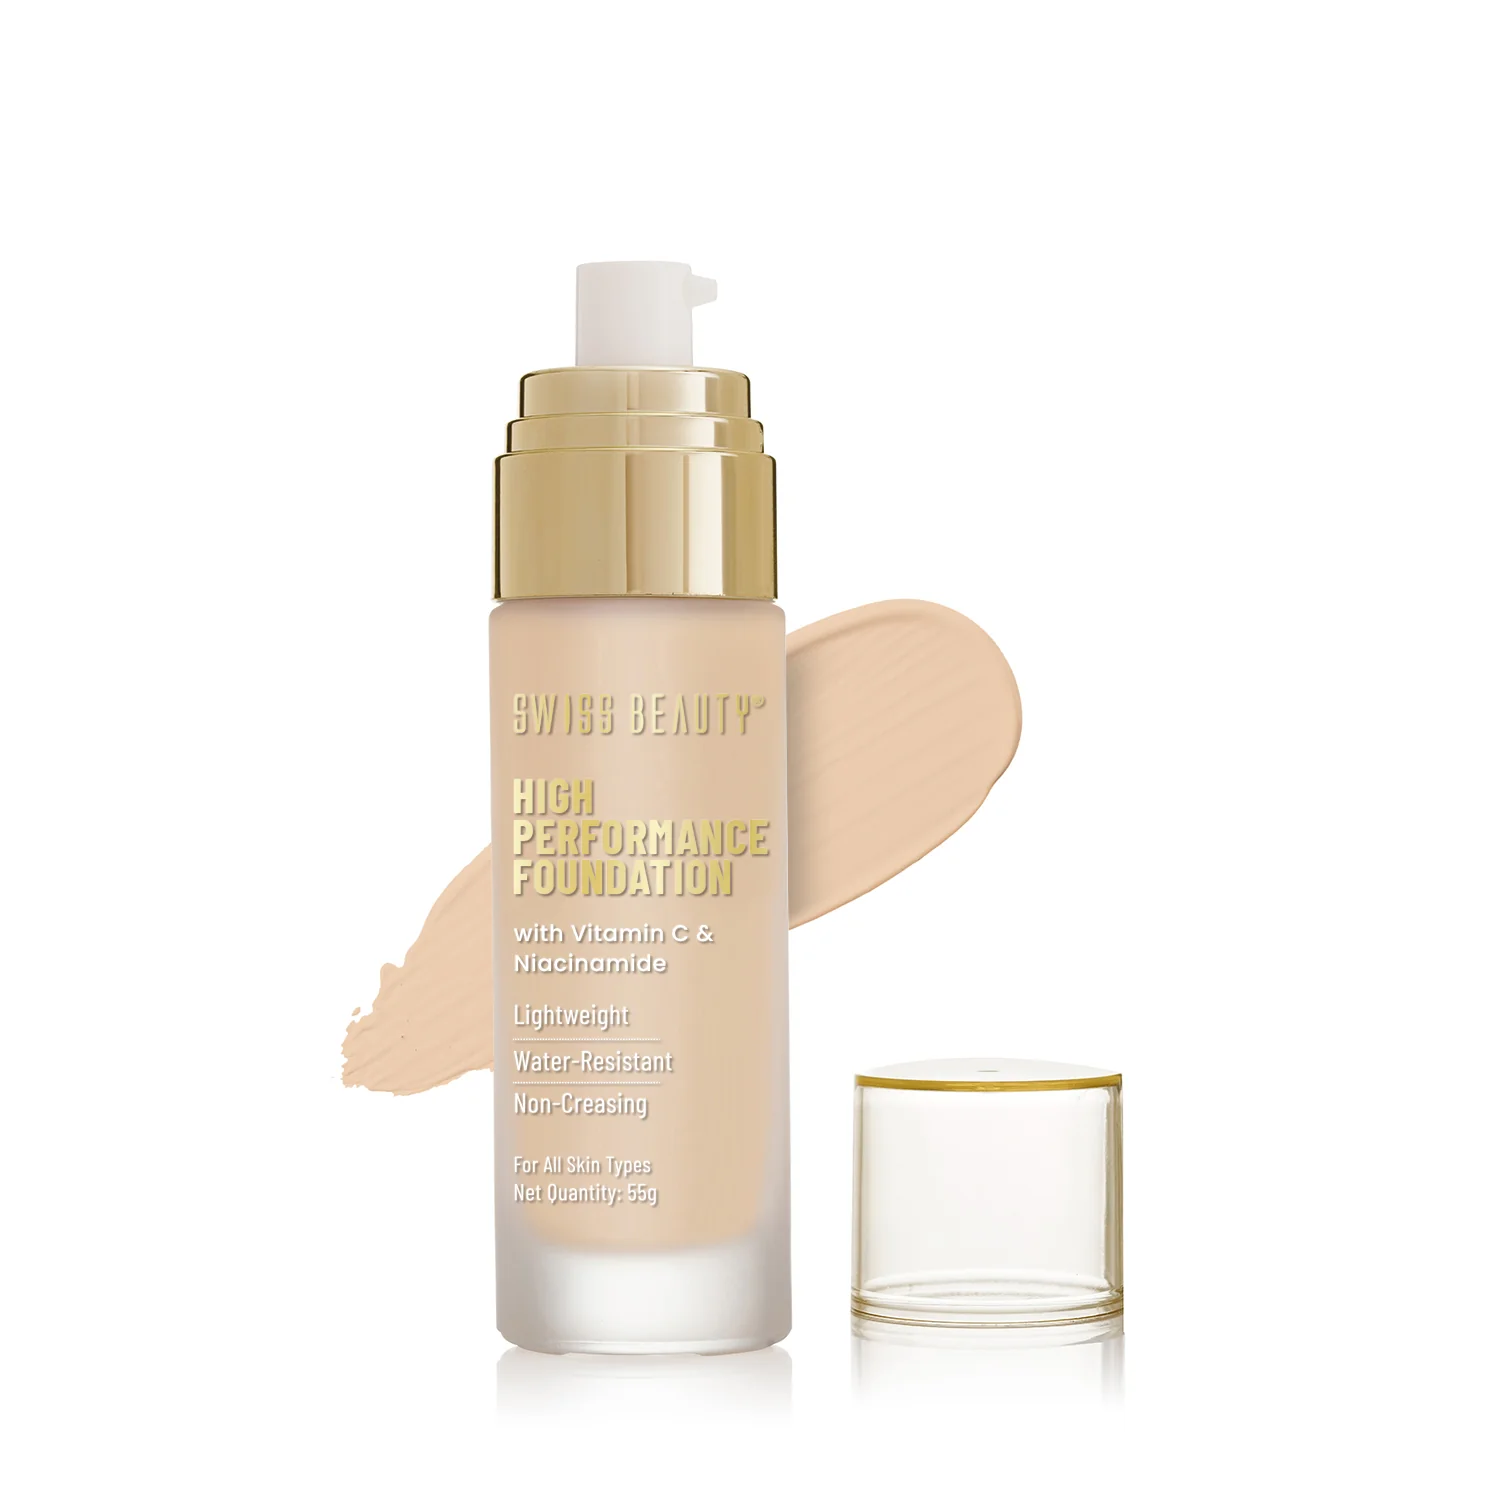 SWISS BEAUTY®
HIGH
PERFORMANCE
FOUNDATION
with Vitamin C &
Niacinamide
Lightweight
Water-Resistant
Non-Creasing
For All Skin Types
Net Quantity: 55g